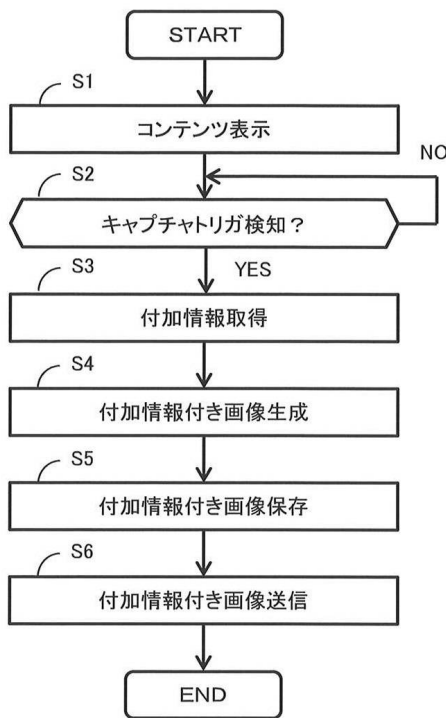 START
S1
コンテンツ表示
NO
S2
キャプチャトリガ検知？
YES
S3
付加情報取得
S4
付加情報付き画像生成
S5
付加情報付き画像保存
S6
付加情報付き画像送信
END